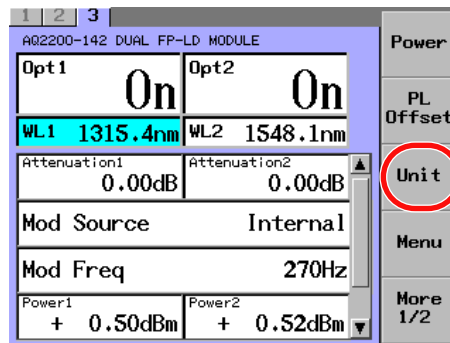 1 2 3
AQ2200-142 DUAL FP-LD MODULE
Opt1 On Opt2 On
WL1 1315.4nm WL2 1548.1nm
Attenuation1 Attenuation2
0.00dB 0.00dB
Mod Source Internal
Mod Freq 270Hz
Power1 Power2
+ 0.50dBm + 0.52dBm
Power
PL
Offset
Unit
Menu
More
1/2